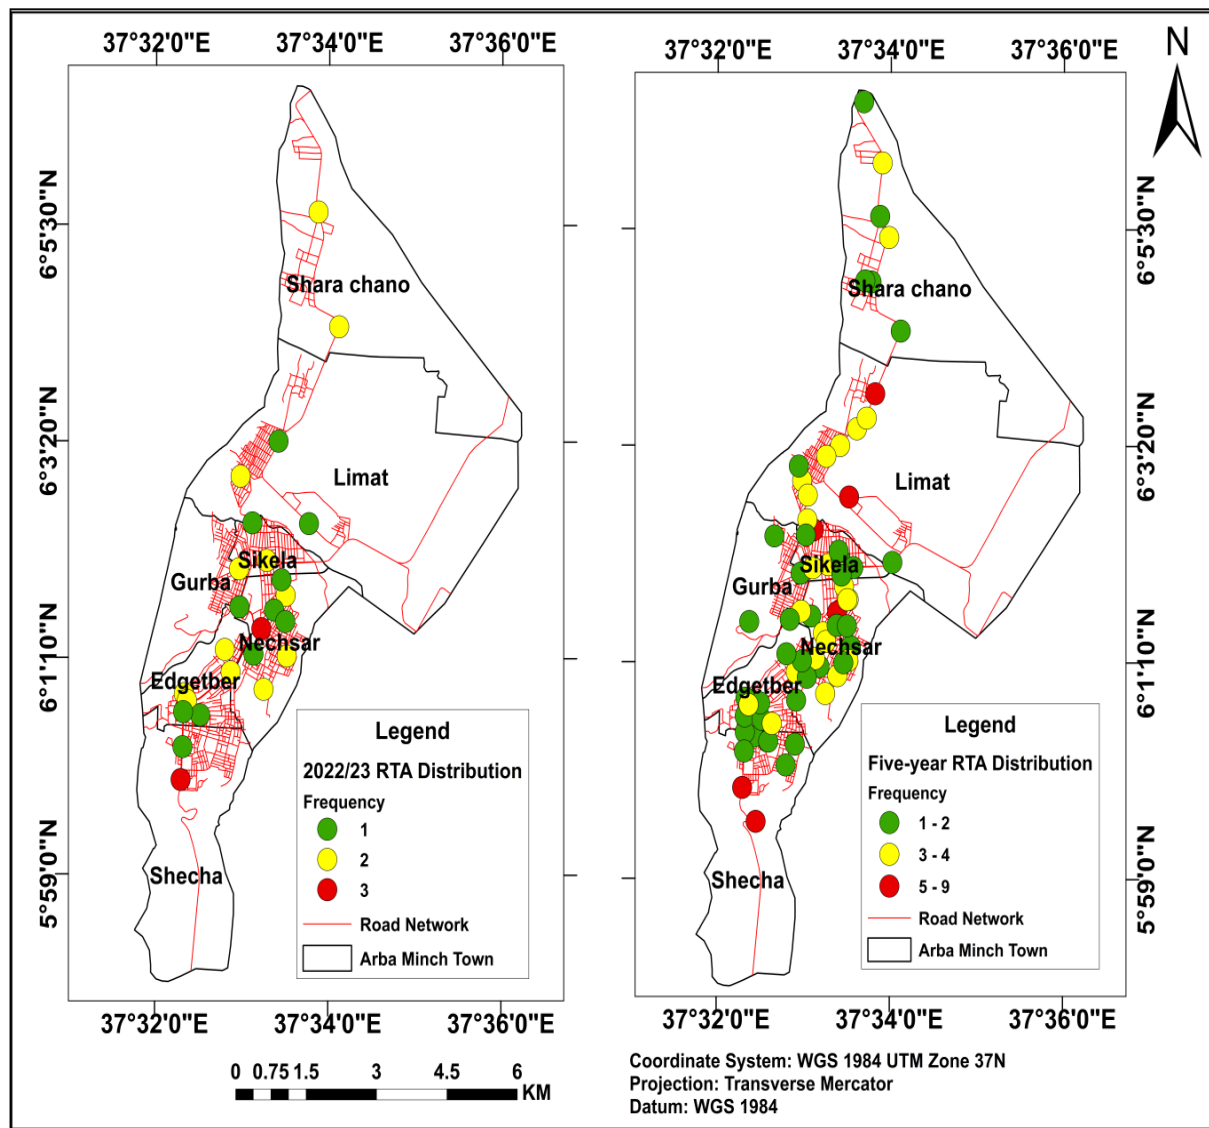 37°32'0"E 37°34'0"E 37°36'0"E
37°32'0"E 37°34'0"E 37°36'0"E
N
6°5'30"N
6°3'20"N
6°1'10"N
5°59'0"N
Shara chano
Limat
Sikela
Gurba
Nechsar
Edgetber
Shecha
Legend
2022/23 RTA Distribution
Frequency
1
2
3
Road Network
Arba Minch Town
37°32'0"E 37°34'0"E 37°36'0"E
0 0.75 1.5 3 4.5 6
KM
Shara chano
Limat
Sikela
Gurba
Nechsar
Edgetber
Shecha
Legend
Five-year RTA Distribution
Frequency
1 - 2
3 - 4
5 - 9
Road Network
Arba Minch Town
6°5'30"N
6°3'20"N
6°1'10"N
5°59'0"N
37°32'0"E 37°34'0"E 37°36'0"E
Coordinate System: WGS 1984 UTM Zone 37N
Projection: Transverse Mercator
Datum: WGS 1984